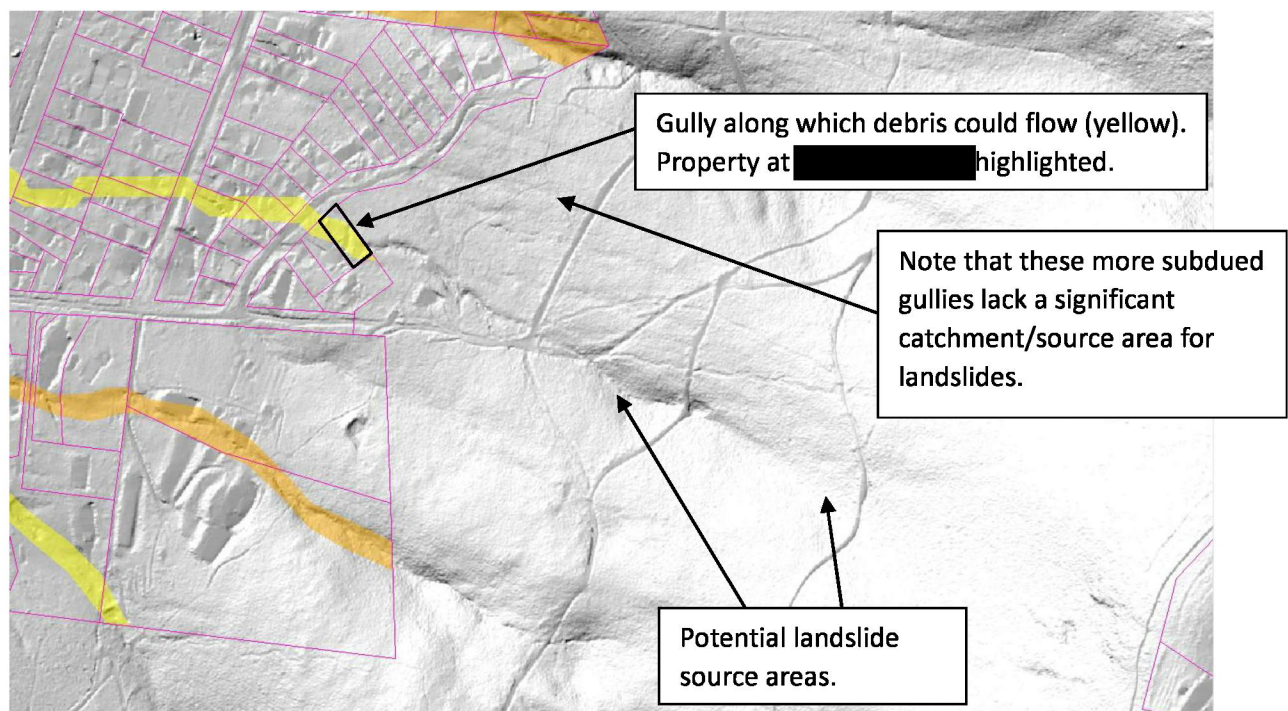 Gully along which debris could flow (yellow).
Property at highlighted.
Note that these more subdued
gullies lack a significant
catchment/source area for
landslides.
Potential landslide
source areas.